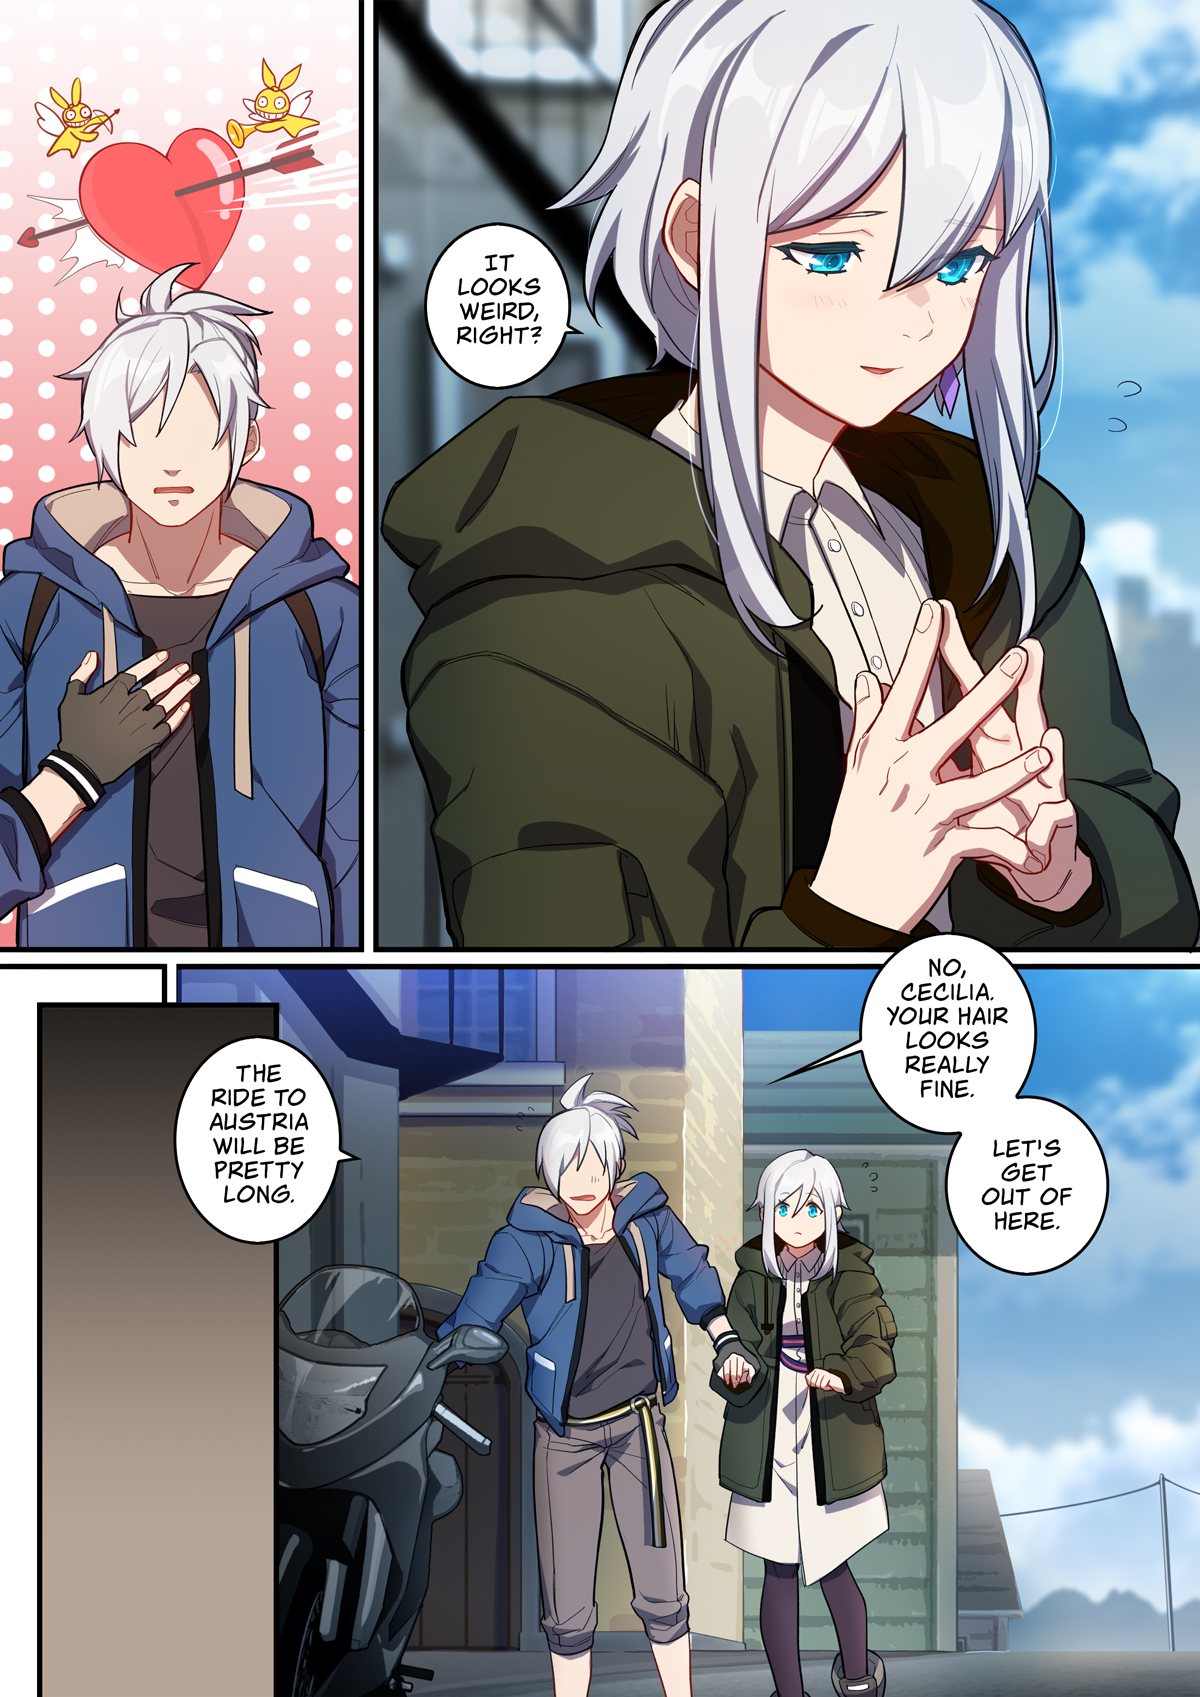 IT
LOOKS
WEIRD,
RIGHT?
NO,
CECILIA.
YOUR HAIR
LOOKS
REALLY
FINE.
LET'S
GET
OUT OF
HERE.
THE
RIDE TO
AUSTRIA
WILL BE
PRETTY
LONG.